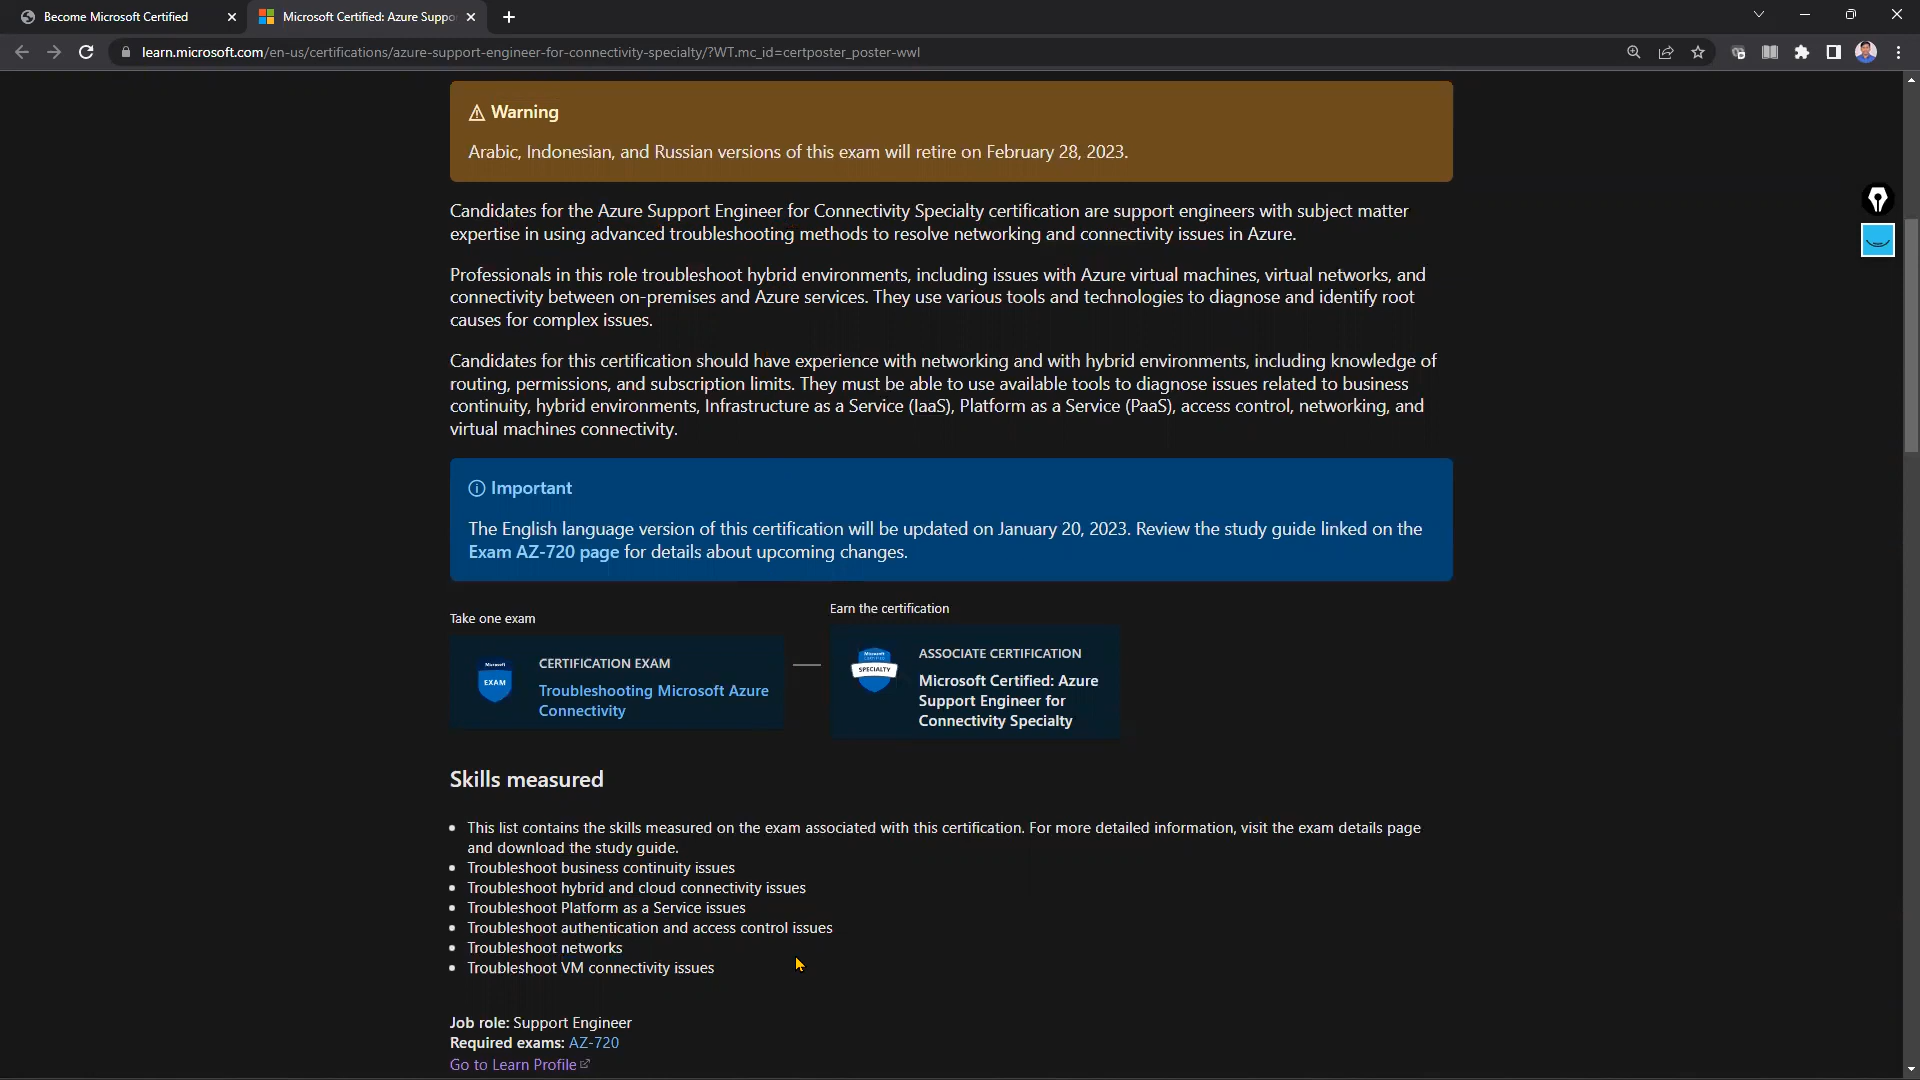 Become Microsoft Certified
Microsoft Certified: Azure Suppo
learn.microsoft.com/en-us/certifications/azure-support-engineer-for-connectivity-specialty/?WT.mc_id=certposter_poster-wwl
Warning
Arabic, Indonesian, and Russian versions of this exam will retire on February 28, 2023.
Candidates for the Azure Support Engineer for Connectivity Specialty certification are support engineers with subject matter
expertise in using advanced troubleshooting methods to resolve networking and connectivity issues in Azure.
Professionals in this role troubleshoot hybrid environments, including issues with Azure virtual machines, virtual networks, and
connectivity between on-premises and Azure services. They use various tools and technologies to diagnose and identify root
causes for complex issues.
Candidates for this certification should have experience with networking and with hybrid environments, including knowledge of
routing, permissions, and subscription limits. They must be able to use available tools to diagnose issues related to business
continuity, hybrid environments, Infrastructure as a Service (IaaS), Platform as a Service (PaaS), access control, networking, and
virtual machines connectivity.
Important
The English language version of this certification will be updated on January 20, 2023. Review the study guide linked on the
Exam AZ-720 page for details about upcoming changes.
Take one exam
Microsoft
EXAM
CERTIFICATION EXAM
Troubleshooting Microsoft Azure
Connectivity
Earn the certification
Microsoft
CERTIFIED
SPECIALTY
ASSOCIATE CERTIFICATION
Microsoft Certified: Azure
Support Engineer for
Connectivity Specialty
Skills measured
• This list contains the skills measured on the exam associated with this certification. For more detailed information, visit the exam details page
and download the study guide.
• Troubleshoot business continuity issues
• Troubleshoot hybrid and cloud connectivity issues
• Troubleshoot Platform as a Service issues
• Troubleshoot authentication and access control issues
• Troubleshoot networks
• Troubleshoot VM connectivity issues
Job role: Support Engineer
Required exams: AZ-720
Go to Learn Profile